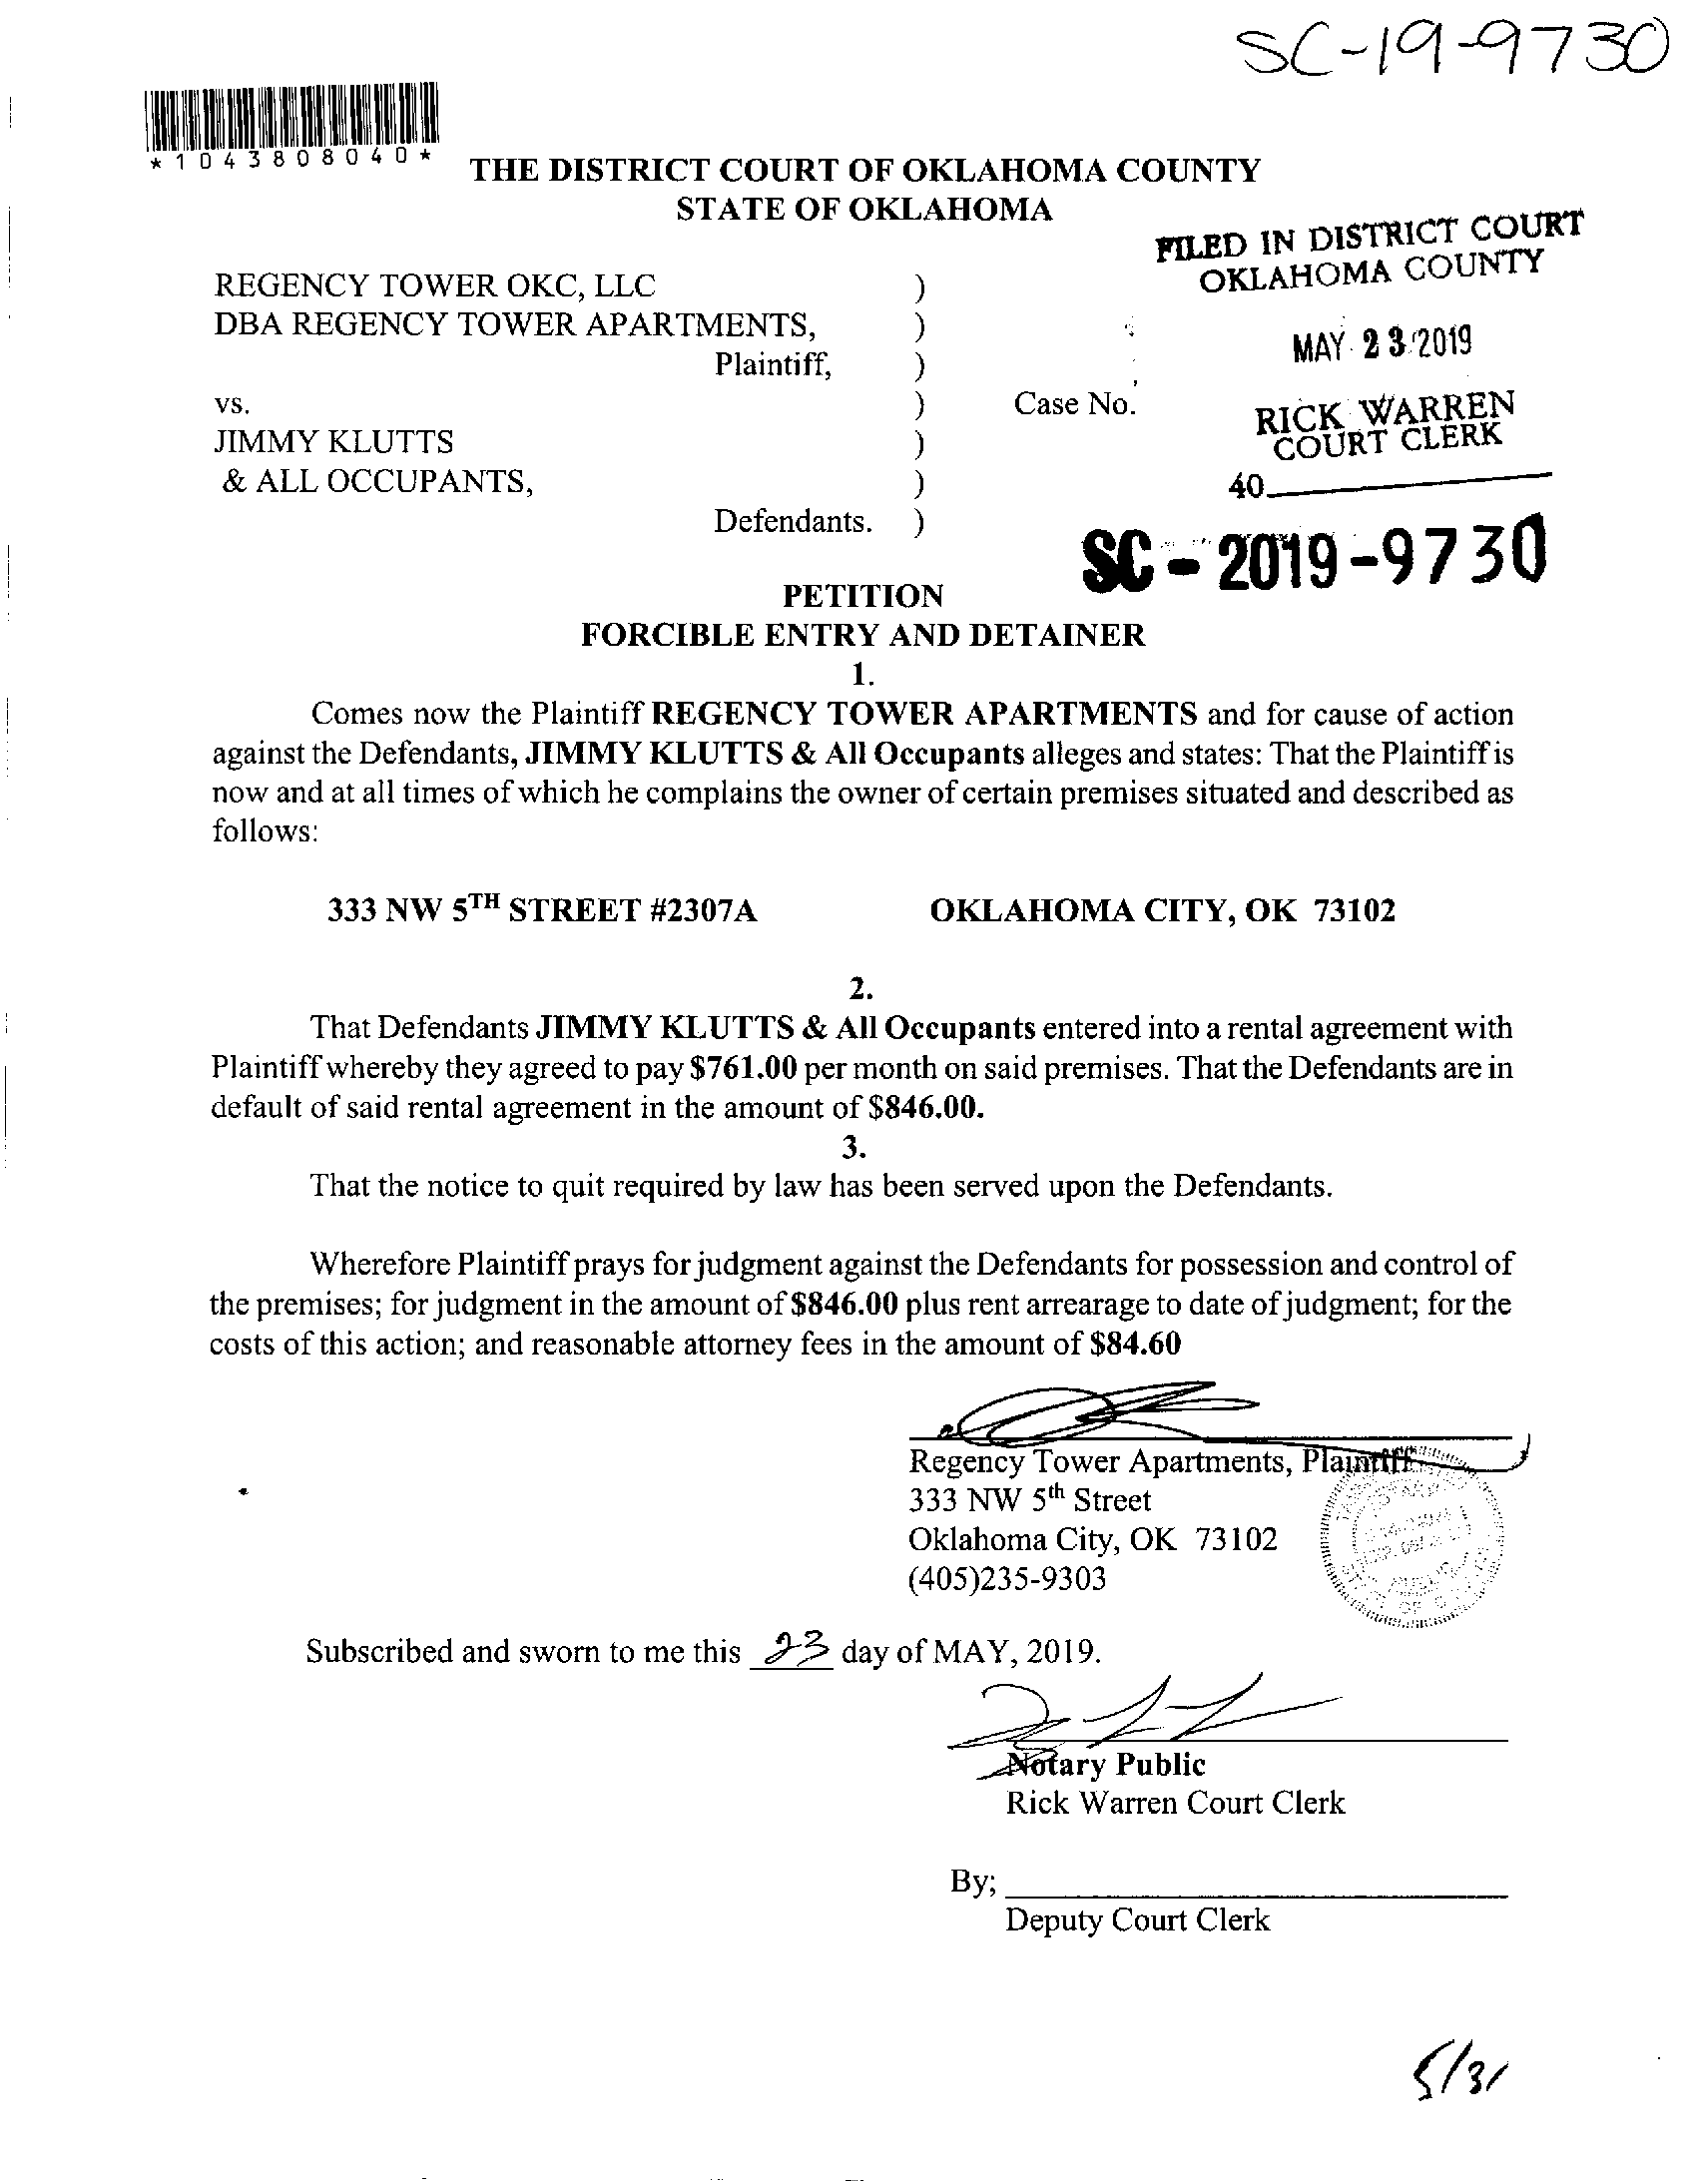 SC-19-9730
*1043808040*
THE DISTRICT COURT OF OKLAHOMA COUNTY
STATE OF OKLAHOMA
FILED IN DISTRICT COURT
OKLAHOMA COUNTY
REGENCY TOWER OKC, LLC )
DBA REGENCY TOWER APARTMENTS, )
MAY 23 2019
Plaintiff, )
vs. ) Case No.
RICK WARREN
COURT CLERK
JIMMY KLUTTS )
& ALL OCCUPANTS, )
40
Defendants. )
SC - 2019 - 9730
PETITION
FORCIBLE ENTRY AND DETAINER
1.
Comes now the Plaintiff REGENCY TOWER APARTMENTS and for cause of action
against the Defendants, JIMMY KLUTTS & All Occupants alleges and states: That the Plaintiff is
now and at all times of which he complains the owner of certain premises situated and described as
follows:
333 NW 5TH STREET #2307A OKLAHOMA CITY, OK 73102
2.
That Defendants JIMMY KLUTTS & All Occupants entered into a rental agreement with
Plaintiff whereby they agreed to pay $761.00 per month on said premises. That the Defendants are in
default of said rental agreement in the amount of $846.00.
3.
That the notice to quit required by law has been served upon the Defendants.
Wherefore Plaintiff prays for judgment against the Defendants for possession and control of
the premises; for judgment in the amount of $846.00 plus rent arrearage to date of judgment; for the
costs of this action; and reasonable attorney fees in the amount of $84.60
Regency Tower Apartments, Plaintiff
333 NW 5th Street
Oklahoma City, OK 73102
(405)235-9303
Subscribed and sworn to me this 23 day of MAY, 2019.
Notary Public
Rick Warren Court Clerk
By;
Deputy Court Clerk
5/31